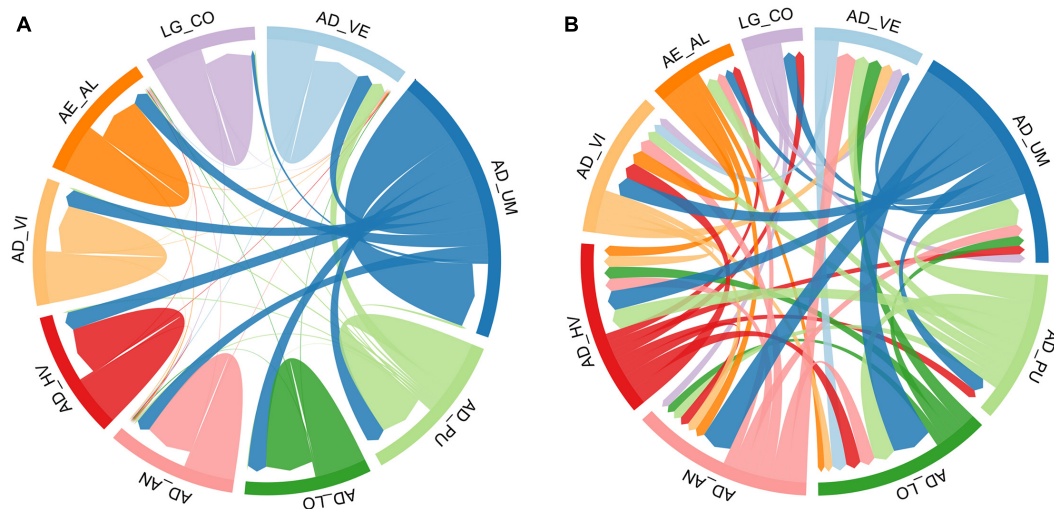 A
LG_CO
AD_VE
AE_AL
AD_UM
AD_VI
AD_HV
AD_PU
AD_AN
AD_LO
B
LG_CO
AD_VE
AE_AL
AD_UM
AD_VI
AD_HV
AD_PU
AD_AN
AD_LO